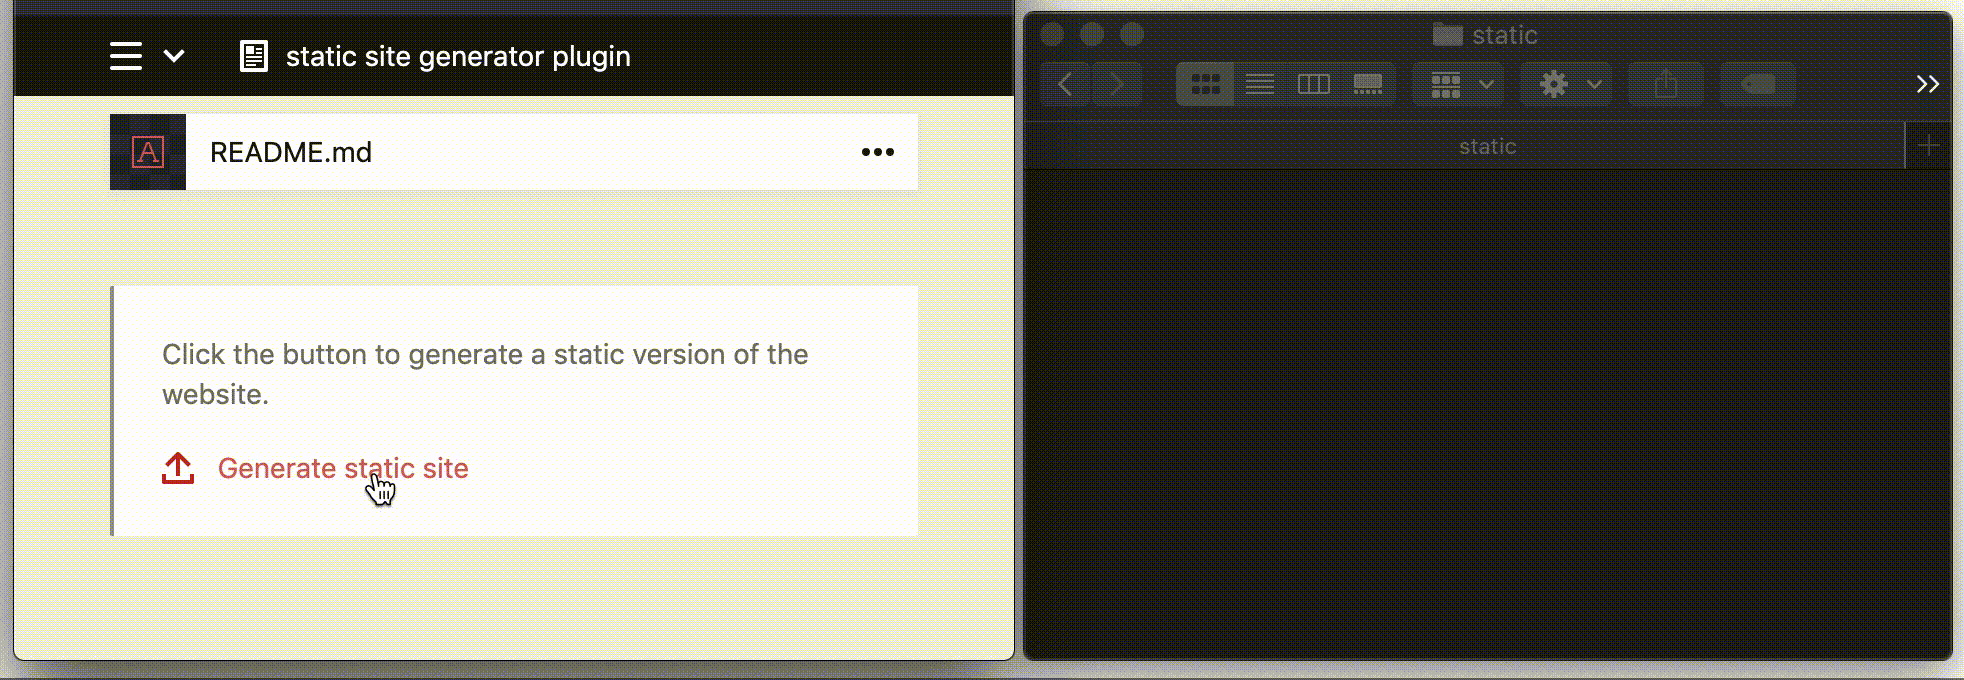 static site generator plugin
A
README.md
Click the button to generate a static version of the
website.
Generate static site
static
static